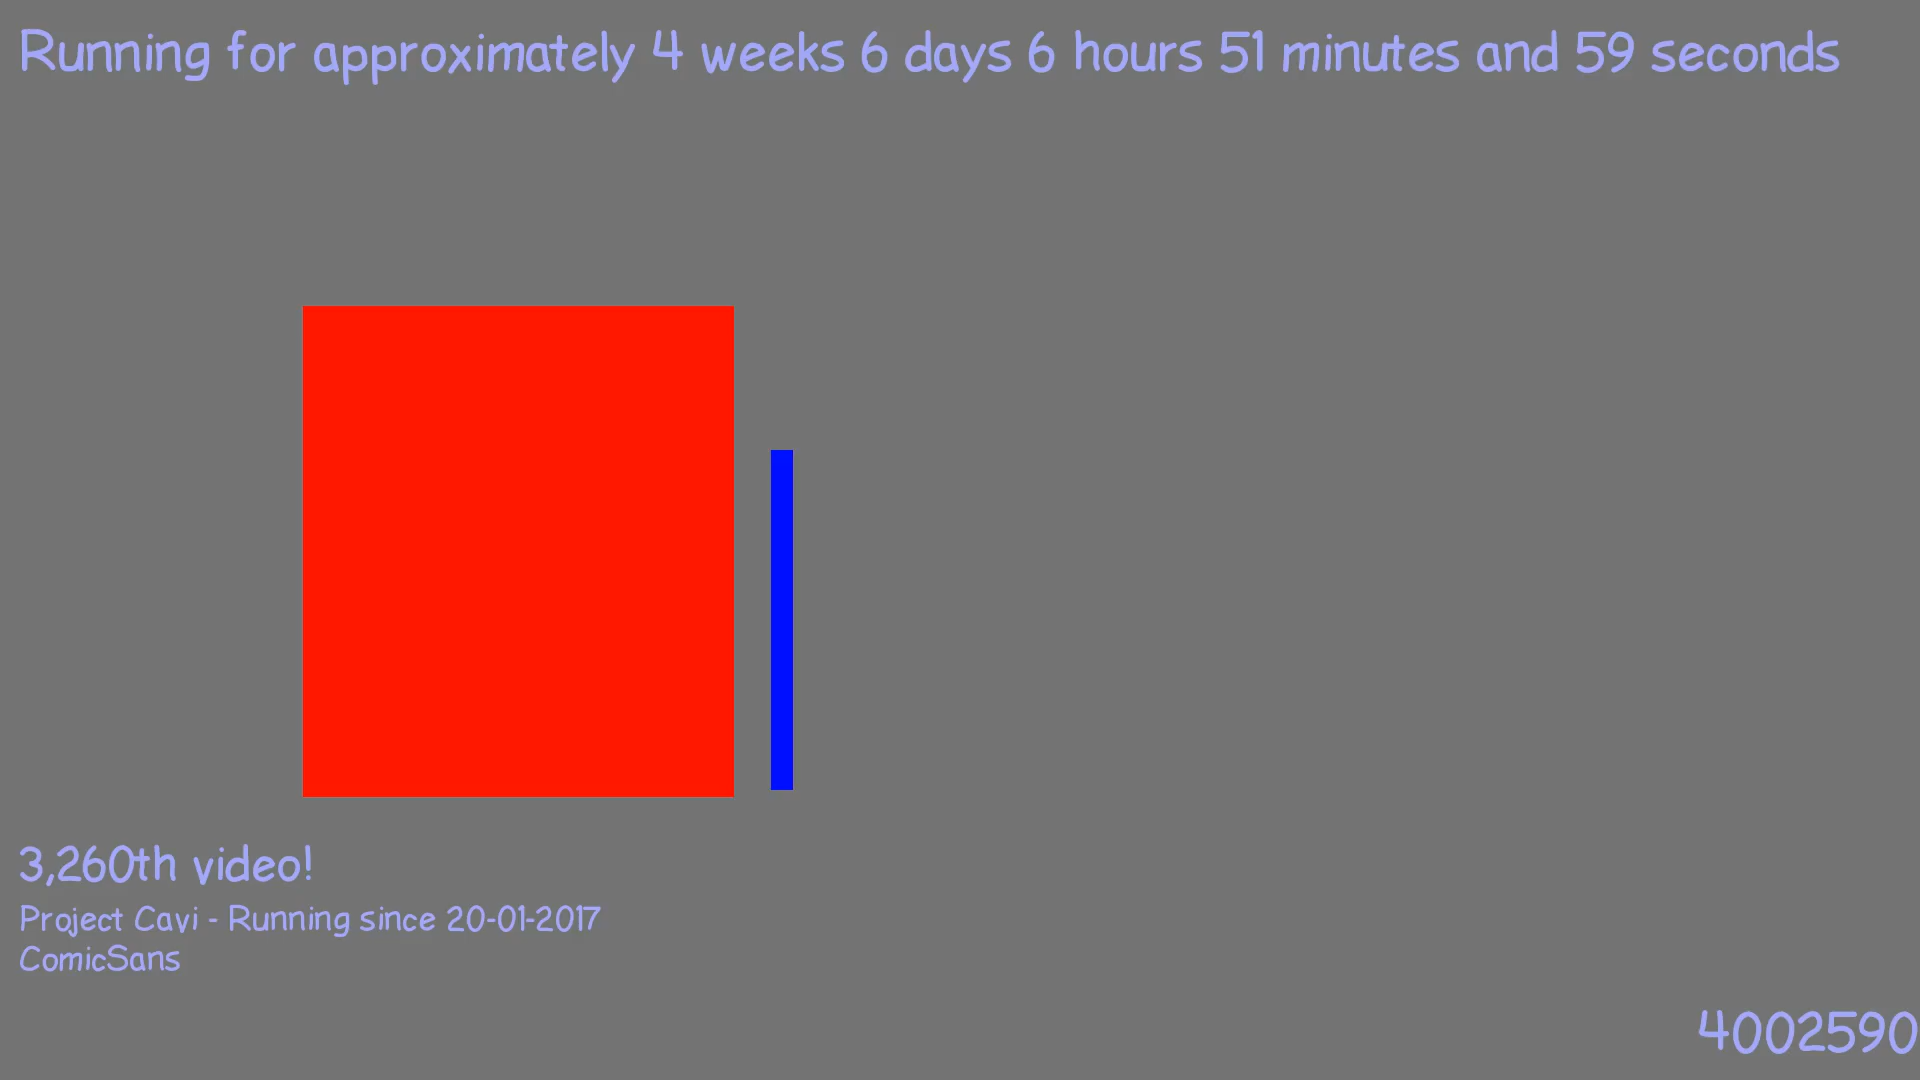 Running for approximately 4 weeks 6 days 6 hours 51 minutes and 59 seconds
3,260th video!
Project Cavi - Running since 20-01-2017
ComicSans
4002590